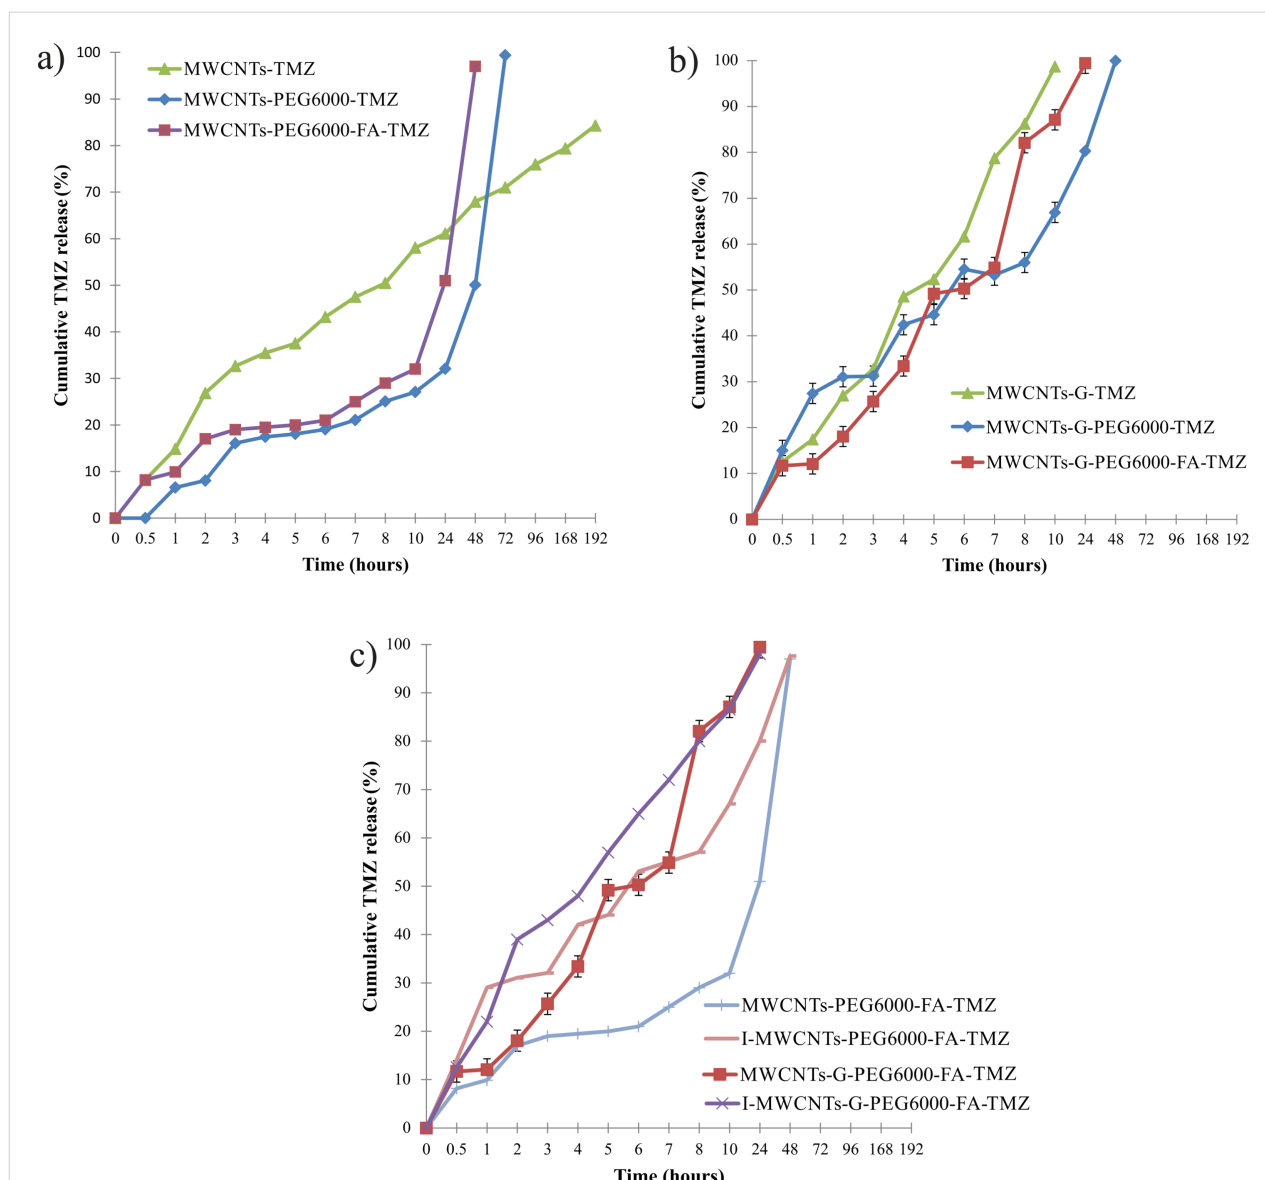 a)
MWCNTs-TMZ
MWCNTs-PEG6000-TMZ
MWCNTs-PEG6000-FA-TMZ
Cumulative TMZ release (%)
100
90
80
70
60
50
40
30
20
10
0
0 0.5 1 2 3 4 5 6 7 8 10 24 48 72 96 168 192
Time (hours)
b)
Cumulative TMZ release (%)
100
90
80
70
60
50
40
30
20
10
0
MWCNTs-G-TMZ
MWCNTs-G-PEG6000-TMZ
MWCNTs-G-PEG6000-FA-TMZ
0 0.5 1 2 3 4 5 6 7 8 10 24 48 72 96 168 192
Time (hours)
c)
Cumulative TMZ release (%)
100
90
80
70
60
50
40
30
20
10
0
MWCNTs-PEG6000-FA-TMZ
I-MWCNTs-PEG6000-FA-TMZ
MWCNTs-G-PEG6000-FA-TMZ
I-MWCNTs-G-PEG6000-FA-TMZ
0 0.5 1 2 3 4 5 6 7 8 10 24 48 72 96 168 192
Time (hours)